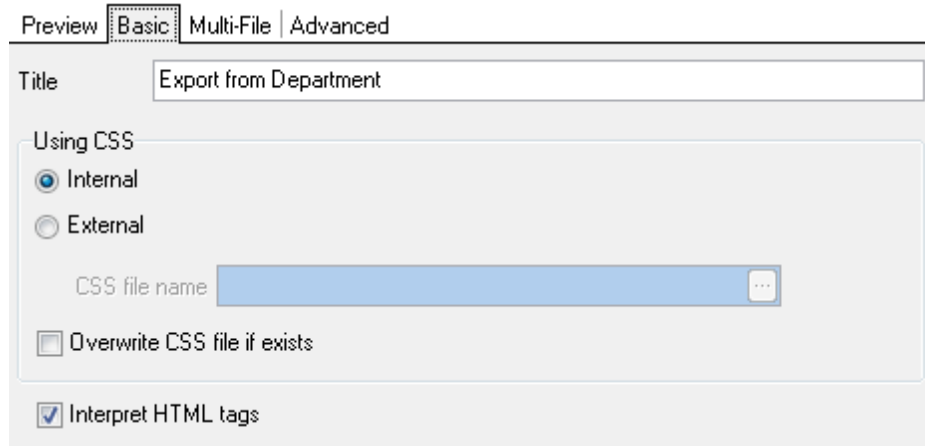 Preview Basic Multi-File Advanced
Title Export from Department
Using CSS
Internal
External
CSS file name ...
Overwrite CSS file if exists
Interpret HTML tags